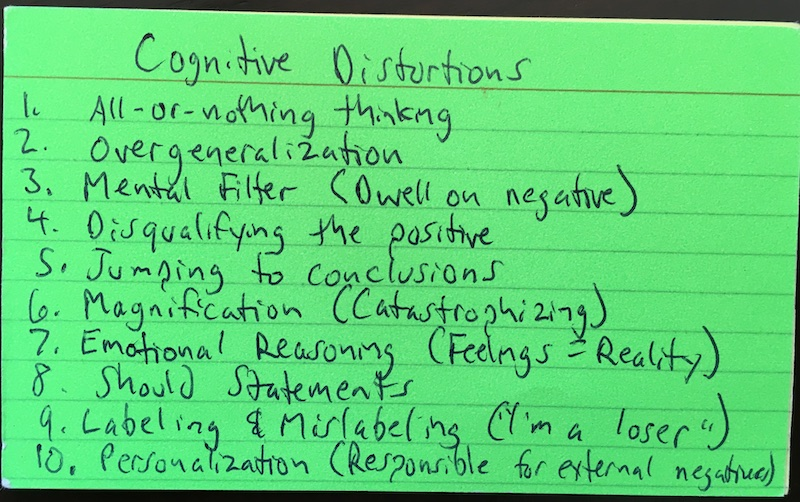 Cognitive Distortions
1. All-or-nothing thinking
2. Overgeneralization
3. Mental Filter (Dwell on negative)
4. Disqualifying the positive
5. Jumping to conclusions
6. Magnification (Catastrophizing)
7. Emotional Reasoning (Feelings = Reality)
8. Should Statements
9. Labeling & Mislabeling ("I'm a loser")
10. Personalization (Responsible for external negatives)